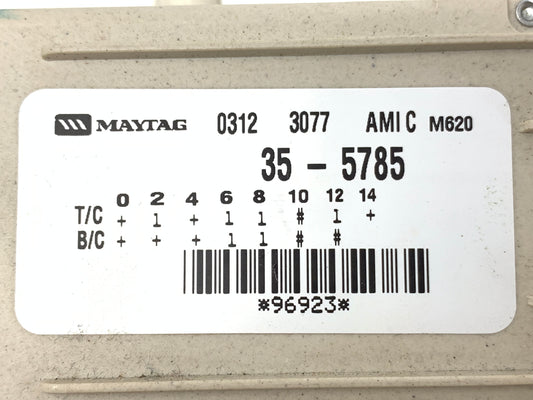 MAYTAG 0312 3077 AMI C M620
35 - 5785
0 2 4 6 8 10 12 14
T/C + 1 + 1 1 # 1 +
B/C + + + 1 1 # #
*96923*